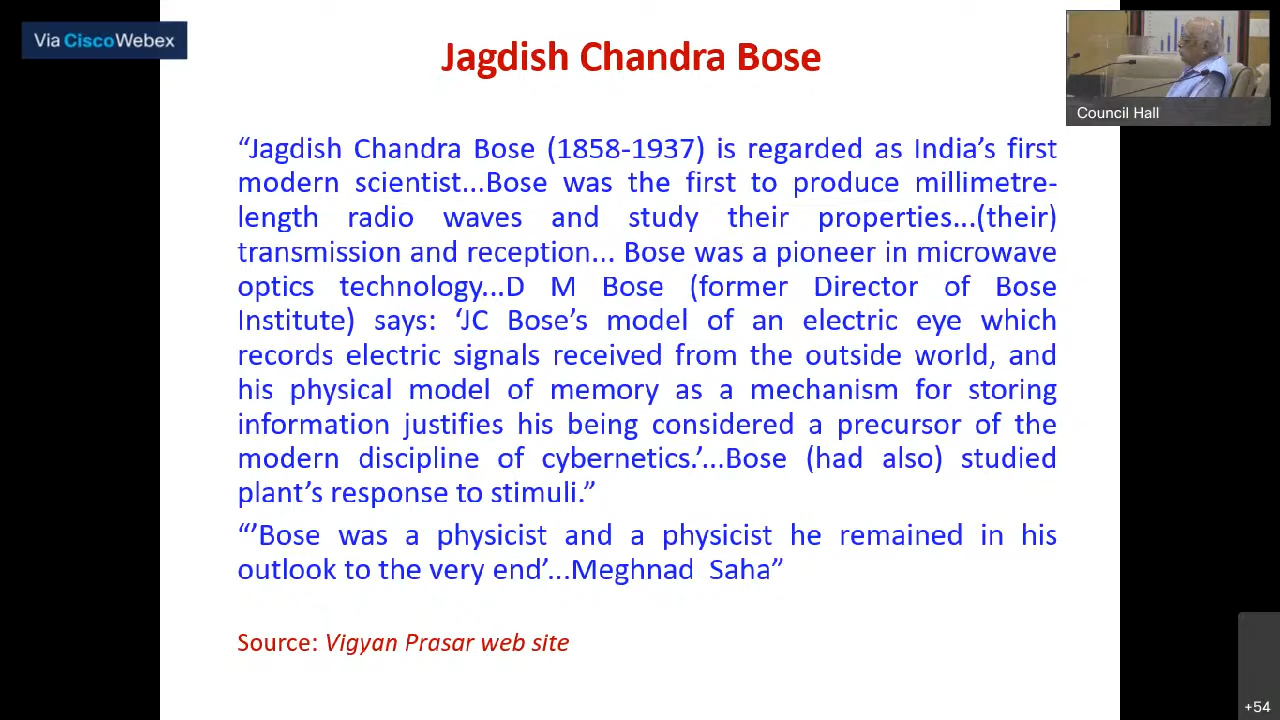 Via CiscoWebex
Jagdish Chandra Bose
Council Hall
“Jagdish Chandra Bose (1858-1937) is regarded as India’s first
modern scientist...Bose was the first to produce millimetre-
length radio waves and study their properties...(their)
transmission and reception... Bose was a pioneer in microwave
optics technology...D M Bose (former Director of Bose
Institute) says: ‘JC Bose’s model of an electric eye which
records electric signals received from the outside world, and
his physical model of memory as a mechanism for storing
information justifies his being considered a precursor of the
modern discipline of cybernetics.’...Bose (had also) studied
plant’s response to stimuli.”
“’Bose was a physicist and a physicist he remained in his
outlook to the very end’...Meghnad Saha”
Source: Vigyan Prasar web site
+54